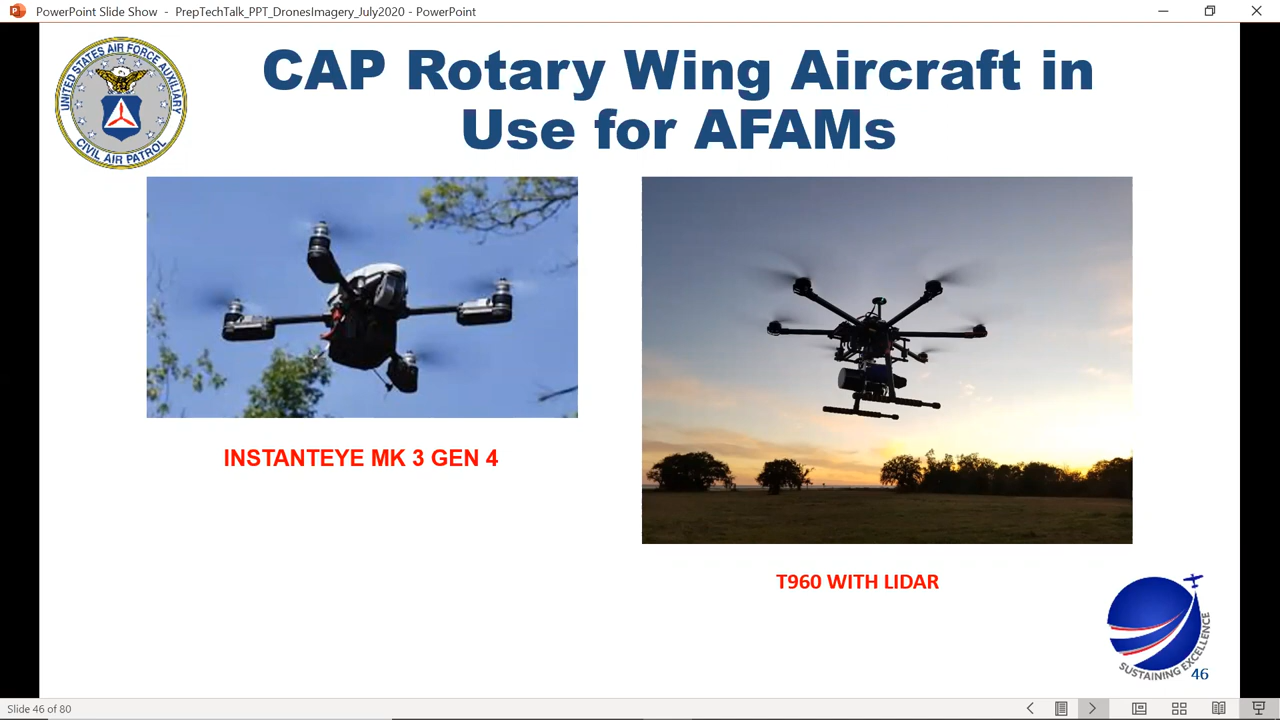 PowerPoint Slide Show - PrepTechTalk_PPT_DronesImagery_July2020 - PowerPoint
UNITED STATES AIR FORCE AUXILIARY
CIVIL AIR PATROL
CAP Rotary Wing Aircraft in
Use for AFAMs
INSTANTEYE MK 3 GEN 4
T960 WITH LIDAR
SUSTAINING EXCELLENCE
46
Slide 46 of 80